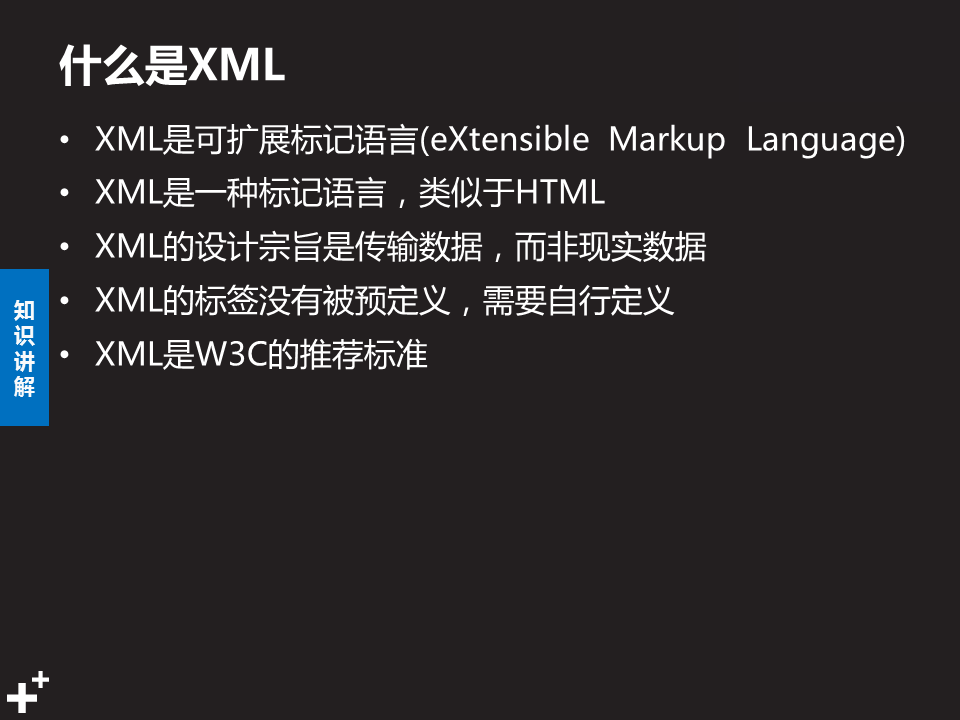 什么是XML
• XML是可扩展标记语言(eXtensible Markup Language)
• XML是一种标记语言，类似于HTML
• XML的设计宗旨是传输数据，而非现实数据
• XML的标签没有被预定义，需要自行定义
• XML是W3C的推荐标准
知识讲解